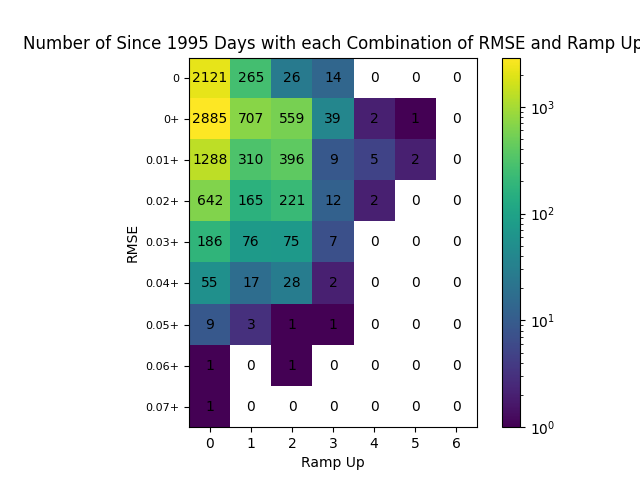 Number of Since 1995 Days with each Combination of RMSE and Ramp Up
RMSE
0 2121 265 26 14 0 0 0
0+ 2885 707 559 39 2 1 0
0.01+ 1288 310 396 9 5 2 0
0.02+ 642 165 221 12 2 0 0
0.03+ 186 76 75 7 0 0 0
0.04+ 55 17 28 2 0 0 0
0.05+ 9 3 1 1 0 0 0
0.06+ 1 0 1 0 0 0 0
0.07+ 1 0 0 0 0 0 0
0 1 2 3 4 5 6
Ramp Up
10³
10²
10¹
10⁰